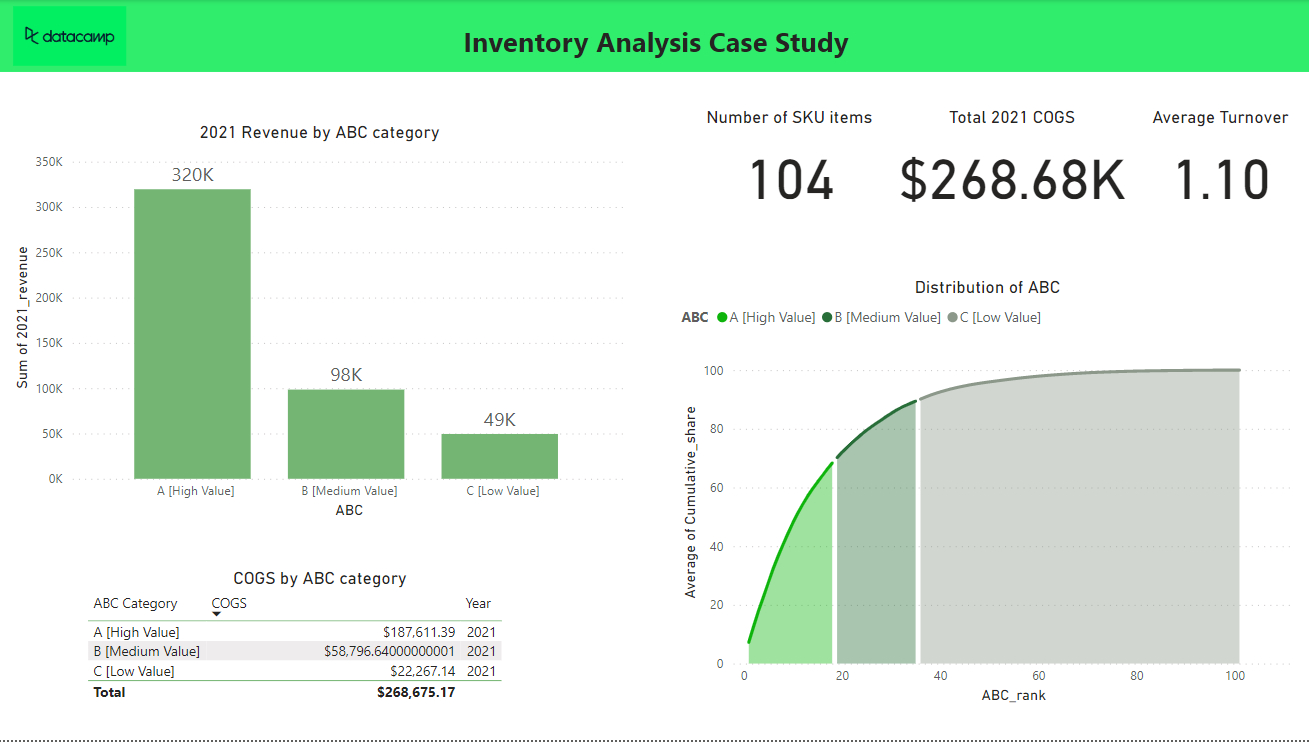 datacamp
Inventory Analysis Case Study
2021 Revenue by ABC category
Sum of 2021_revenue
350K
300K
250K
200K
150K
100K
50K
0K
320K
98K
49K
A [High Value]
B [Medium Value]
C [Low Value]
ABC
COGS by ABC category
ABC Category COGS Year
A [High Value] $187,611.39 2021
B [Medium Value] $58,796.64000000001 2021
C [Low Value] $22,267.14 2021
Total $268,675.17
Number of SKU items
104
Total 2021 COGS
$268.68K
Average Turnover
1.10
Distribution of ABC
ABC A [High Value] B [Medium Value] C [Low Value]
Average of Cumulative_share
100
80
60
40
20
0
0 20 40 60 80 100
ABC_rank